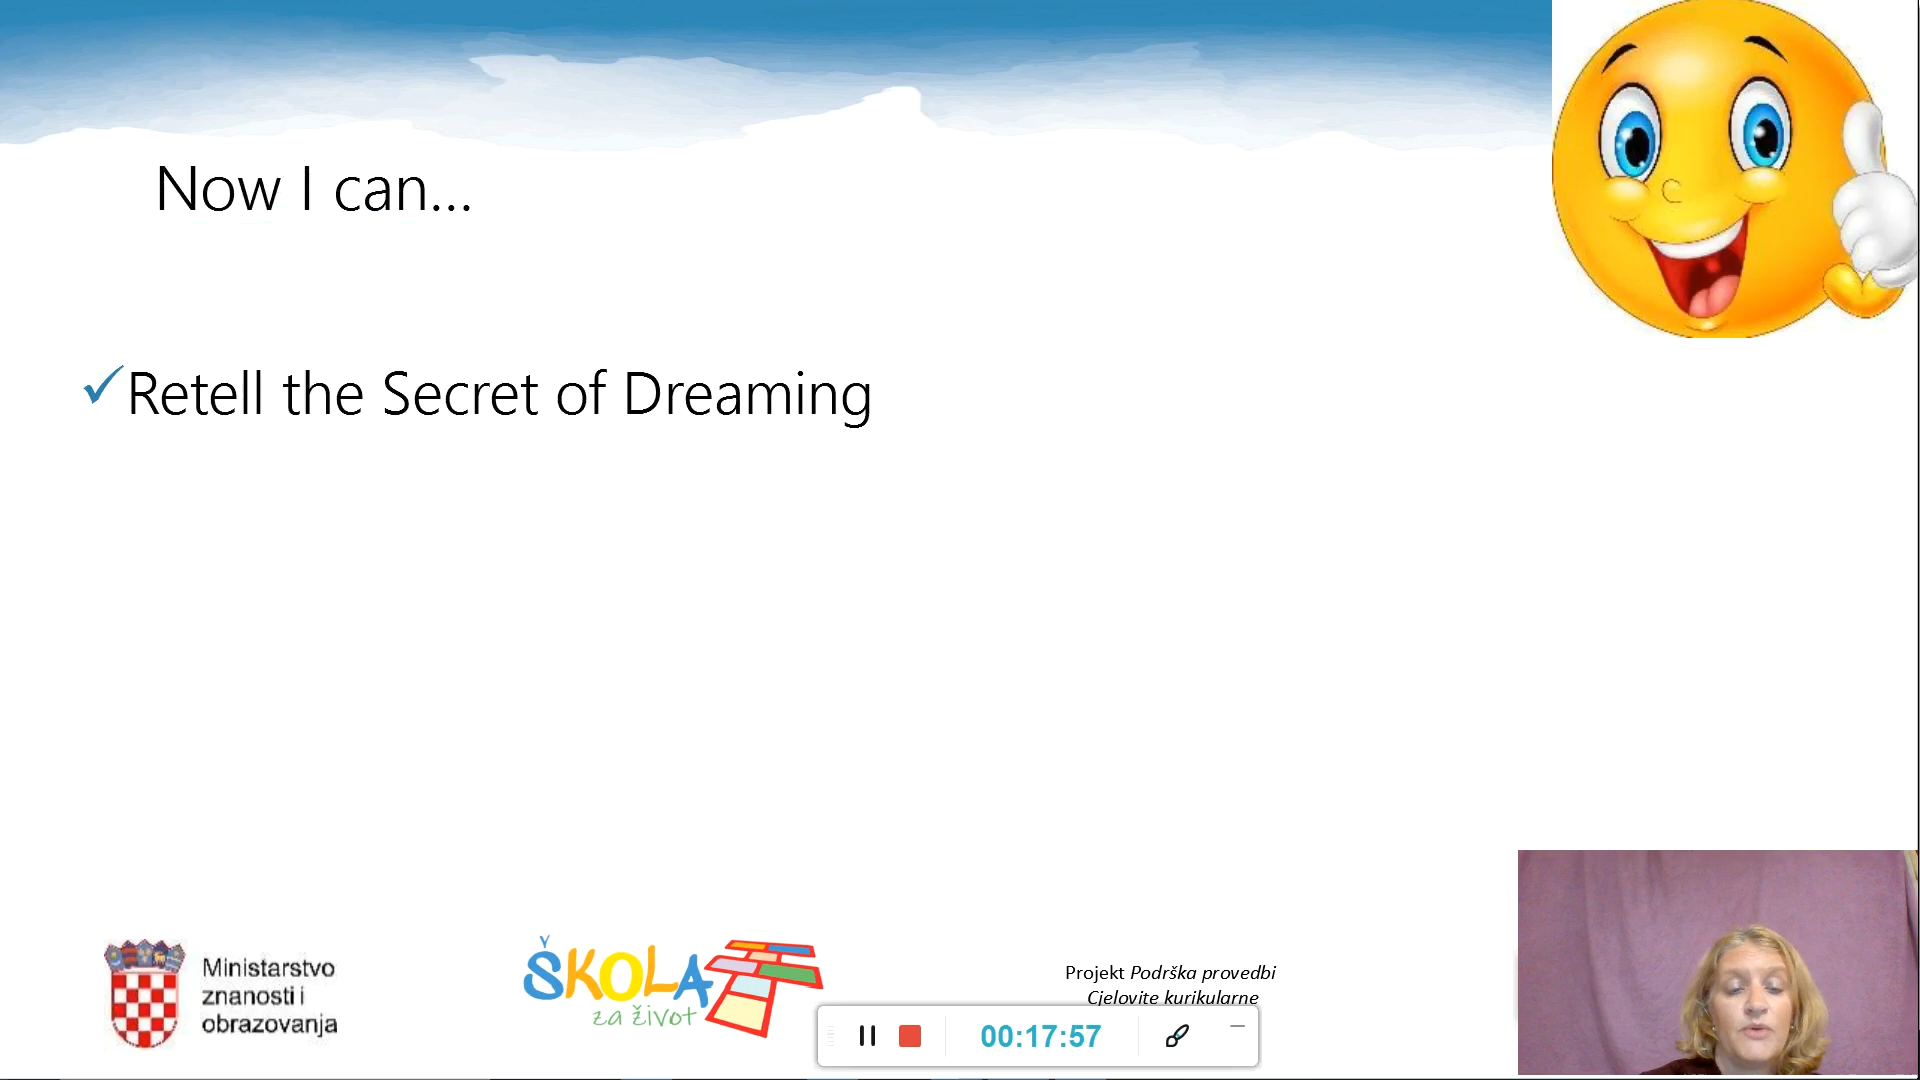 Now I can...
Retell the Secret of Dreaming
Ministarstvo
znanosti i
obrazovanja
ŠKOLA
za život
Projekt Podrška provedbi
Cjelovite kurikularne
00:17:57